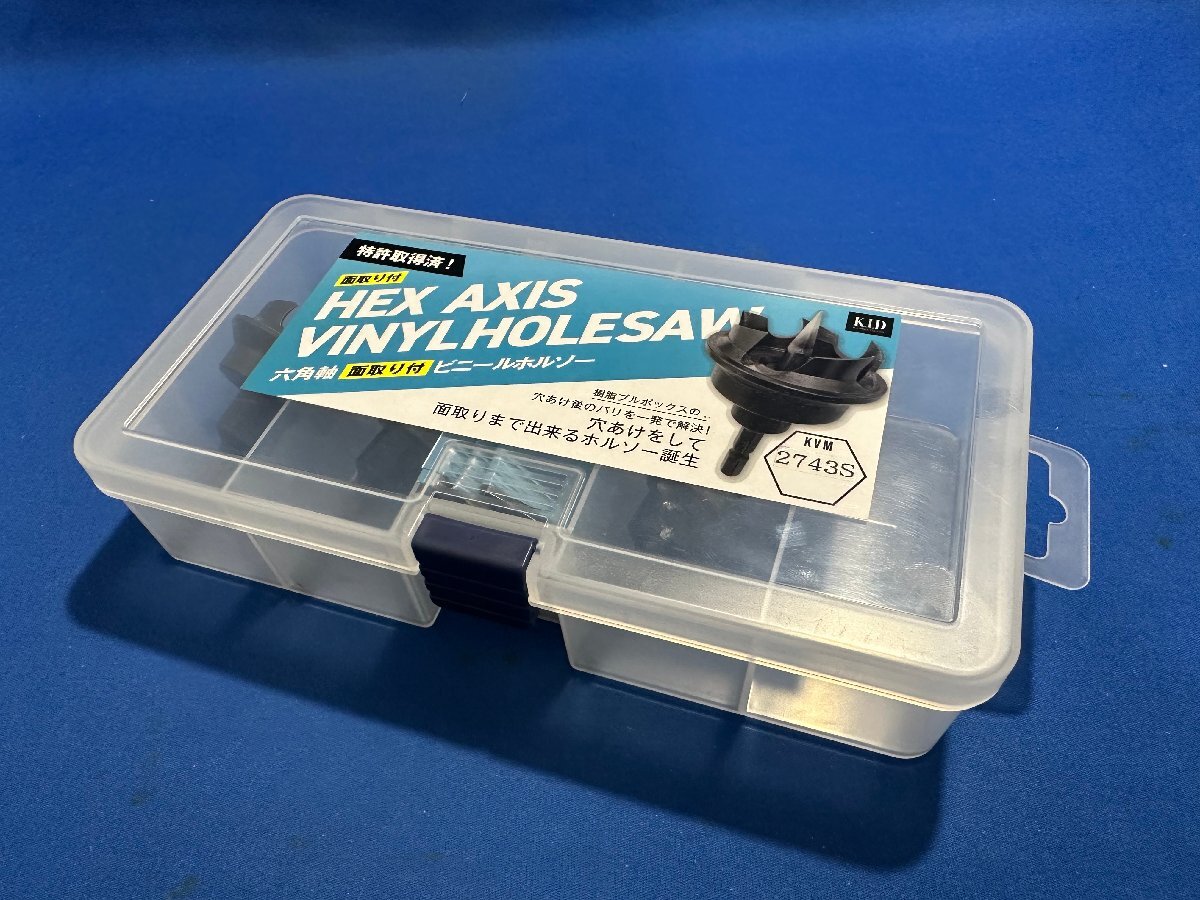 特許取得済!
面取り付
HEX AXIS
VINYLHOLESAW
六角軸 面取り付 ビニールホルソー
樹脂プルボックスの、
穴あけ後のバリを一発で解決!
穴あけをして
面取りまで出来るホルソー誕生
K.I.D
KVM
2743S